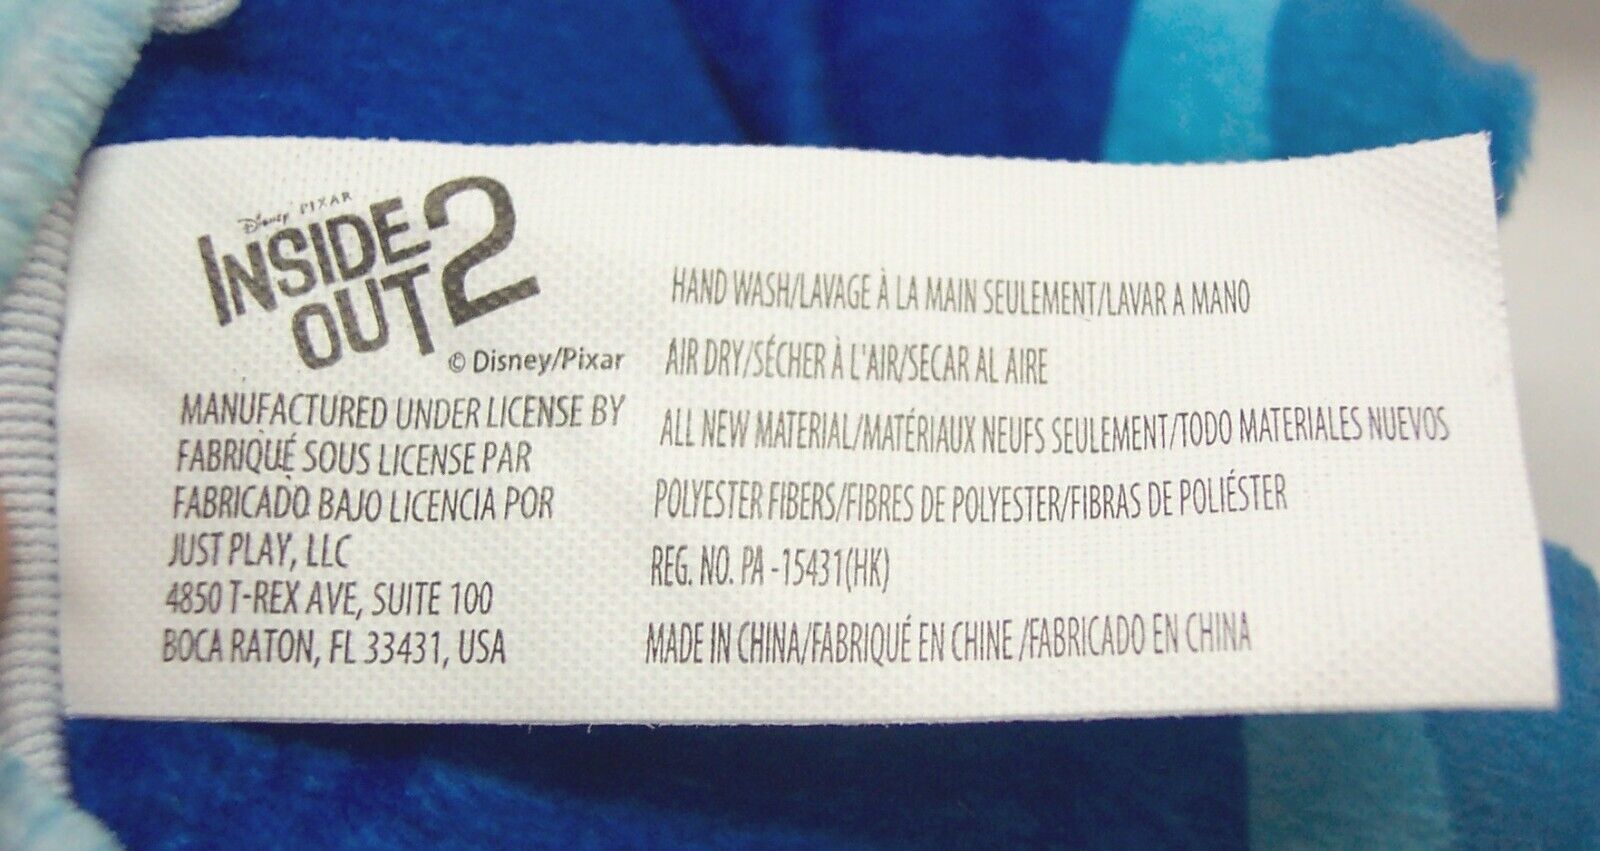 Disney PIXAR
INSIDE
OUT 2
© Disney/Pixar
MANUFACTURED UNDER LICENSE BY
FABRIQUÉ SOUS LICENSE PAR
FABRICADO BAJO LICENCIA POR
JUST PLAY, LLC
4850 T-REX AVE, SUITE 100
BOCA RATON, FL 33431, USA
HAND WASH/LAVAGE À LA MAIN SEULEMENT/LAVAR A MANO
AIR DRY/SÉCHER À L'AIR/SECAR AL AIRE
ALL NEW MATERIAL/MATÉRIAUX NEUFS SEULEMENT/TODO MATERIALES NUEVOS
POLYESTER FIBERS/FIBRES DE POLYESTER/FIBRAS DE POLIÉSTER
REG. NO. PA -15431(HK)
MADE IN CHINA/FABRIQUÉ EN CHINE /FABRICADO EN CHINA